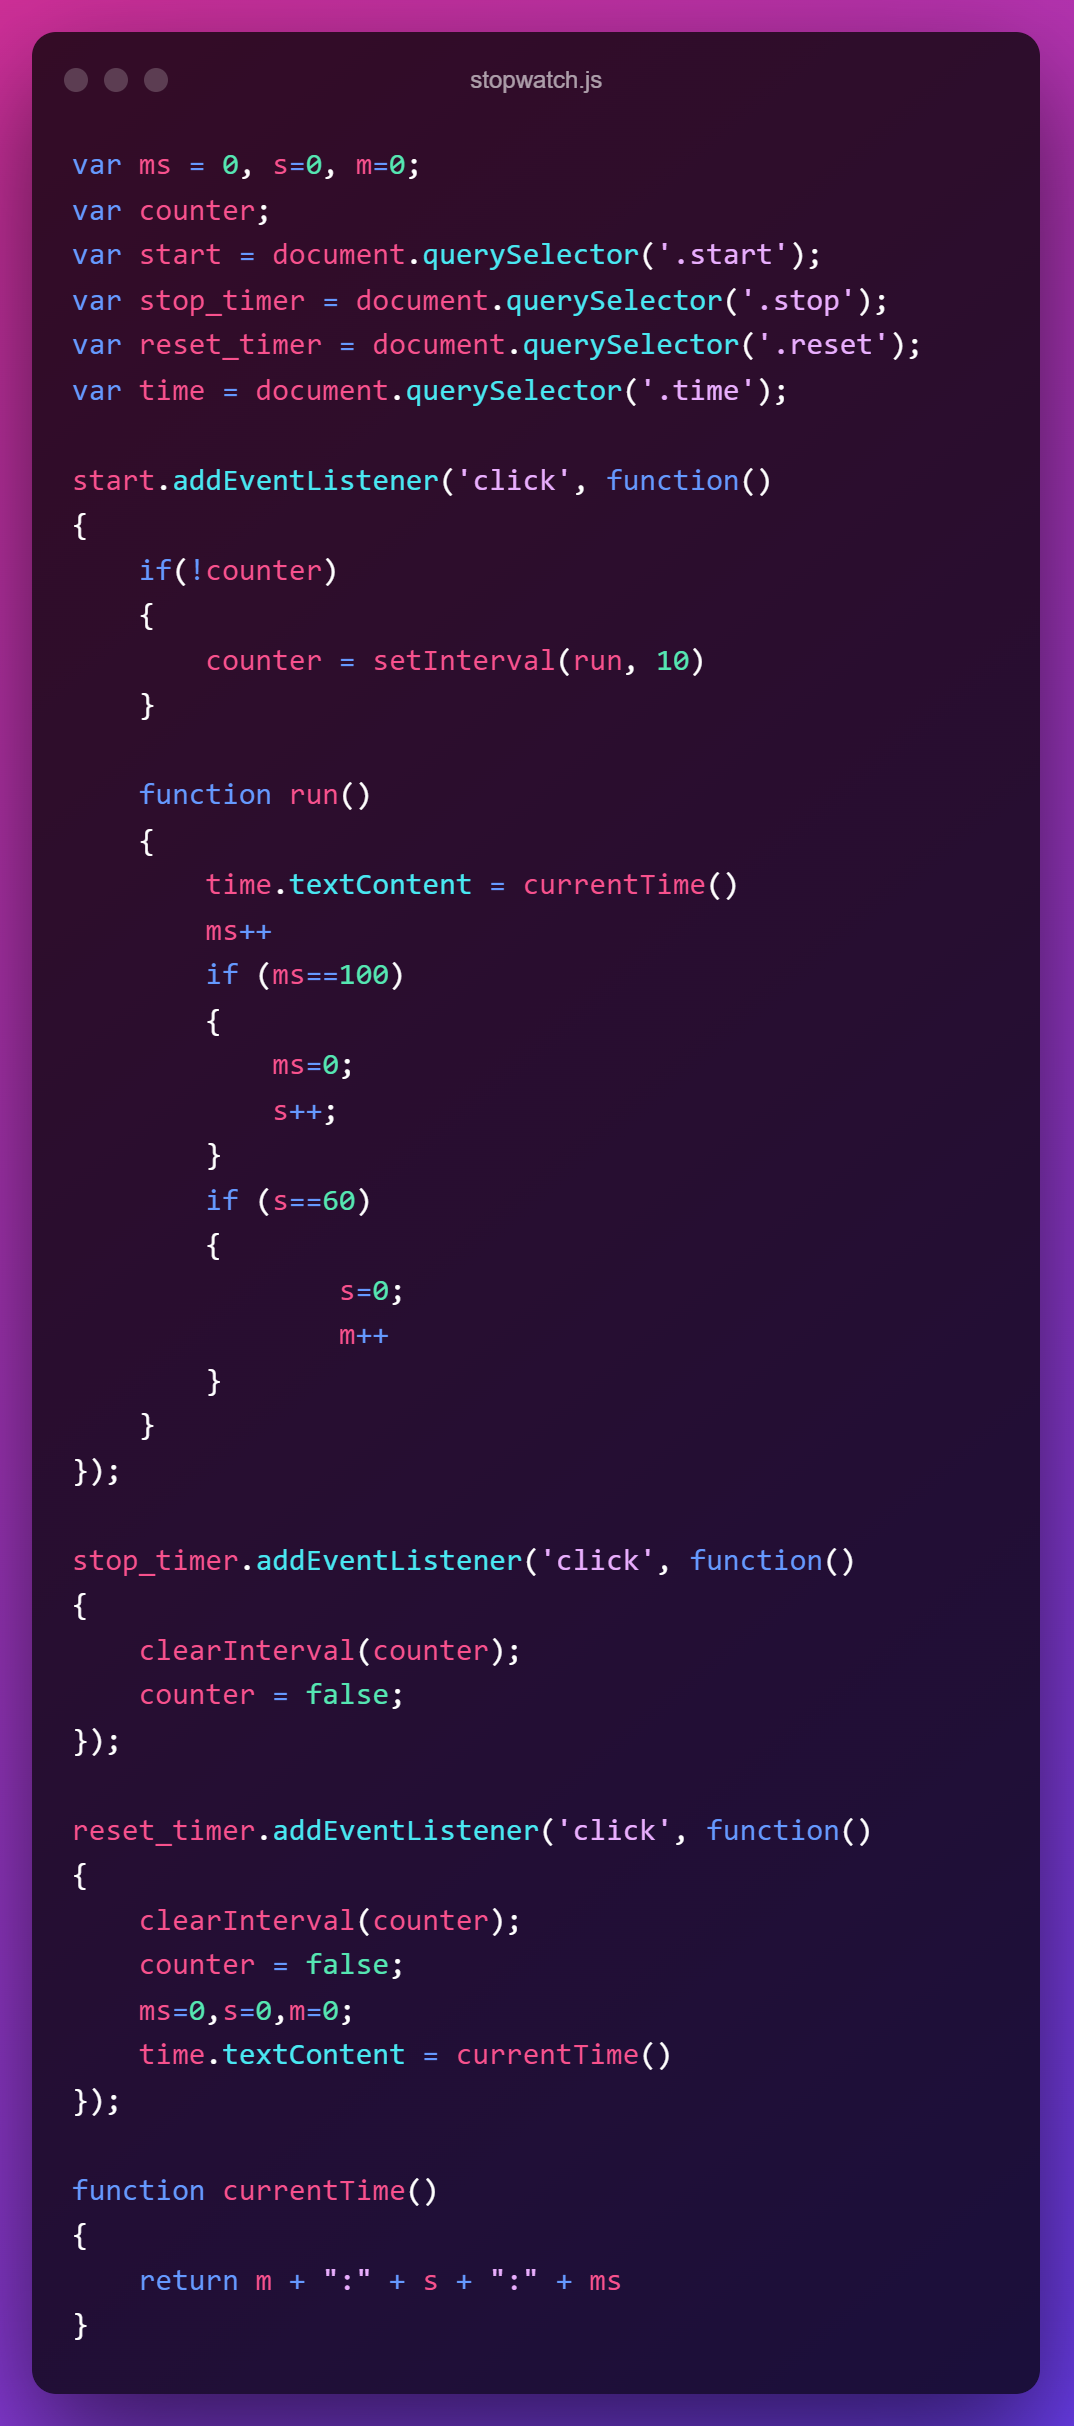 stopwatch.js
var ms = 0, s=0, m=0;
var counter;
var start = document.querySelector('.start');
var stop_timer = document.querySelector('.stop');
var reset_timer = document.querySelector('.reset');
var time = document.querySelector('.time');

start.addEventListener('click', function()
{
    if(!counter)
    {
        counter = setInterval(run, 10)
    }

    function run()
    {
        time.textContent = currentTime()
        ms++
        if (ms==100)
        {
            ms=0;
            s++;
        }
        if (s==60)
        {
                s=0;
                m++
        }
    }
});

stop_timer.addEventListener('click', function()
{
    clearInterval(counter);
    counter = false;
});

reset_timer.addEventListener('click', function()
{
    clearInterval(counter);
    counter = false;
    ms=0,s=0,m=0;
    time.textContent = currentTime()
});

function currentTime()
{
    return m + ":" + s + ":" + ms
}